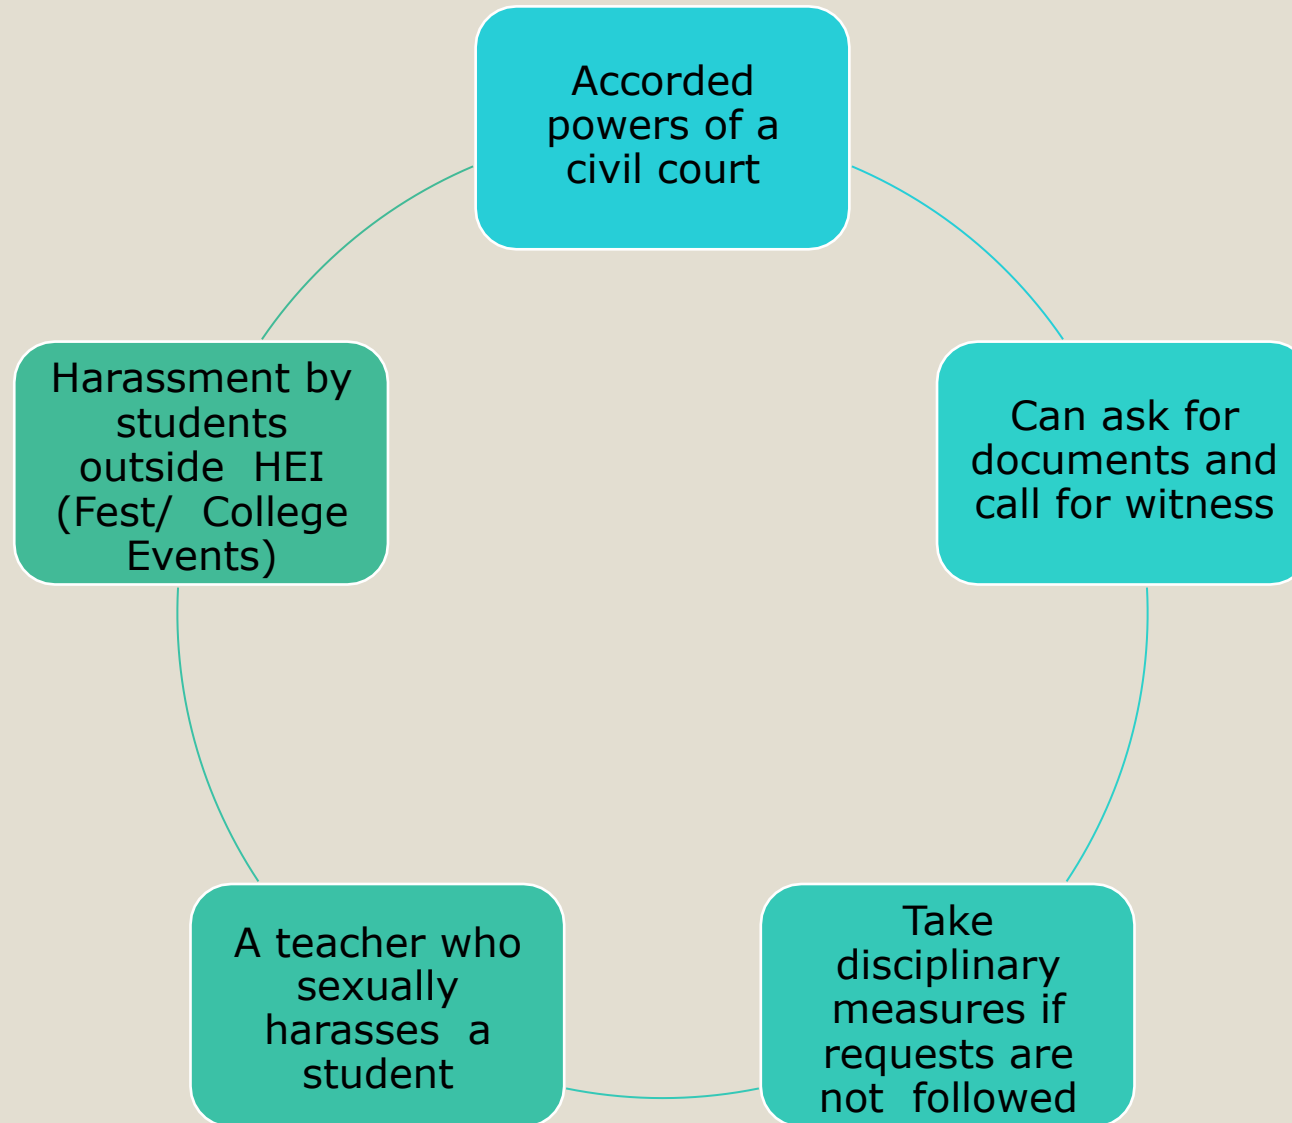 Accorded
powers of a
civil court
Can ask for
documents and
call for witness
Take
disciplinary
measures if
requests are
not  followed
A teacher who
sexually
harasses  a
student
Harassment by
students
outside  HEI
(Fest/  College
Events)